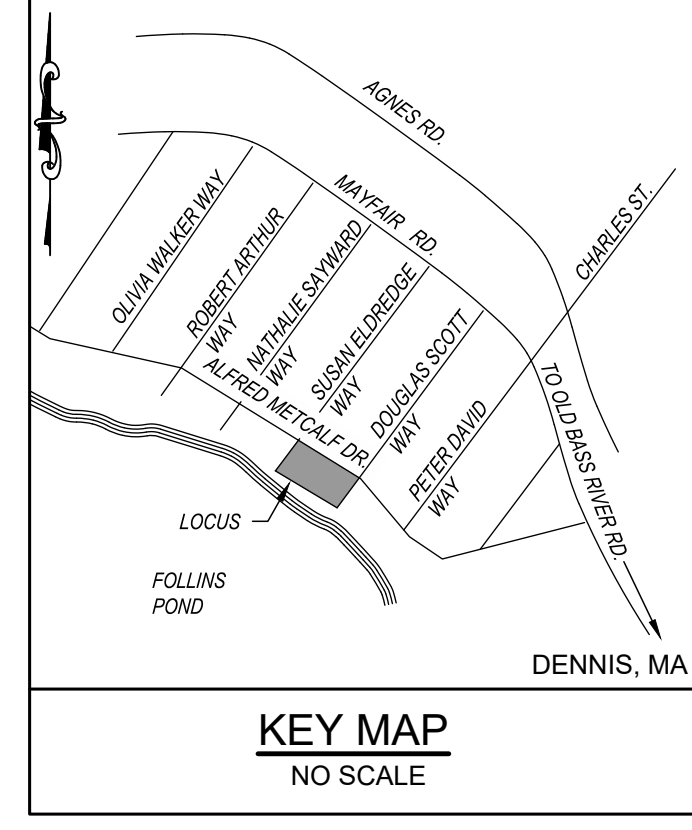 AGNES RD.
CHARLES ST.
MAYFAIR RD.
OLIVIA WALKER WAY
ROBERT ARTHUR
WAY
NATHALIE SAYWARD
WAY
SUSAN ELDREDGE
WAY
DOUGLAS SCOTT
WAY
PETER DAVID
WAY
ALFRED METCALF DR.
TO OLD BASS RIVER RD.
LOCUS
FOLLINS
POND
DENNIS, MA
KEY MAP
NO SCALE